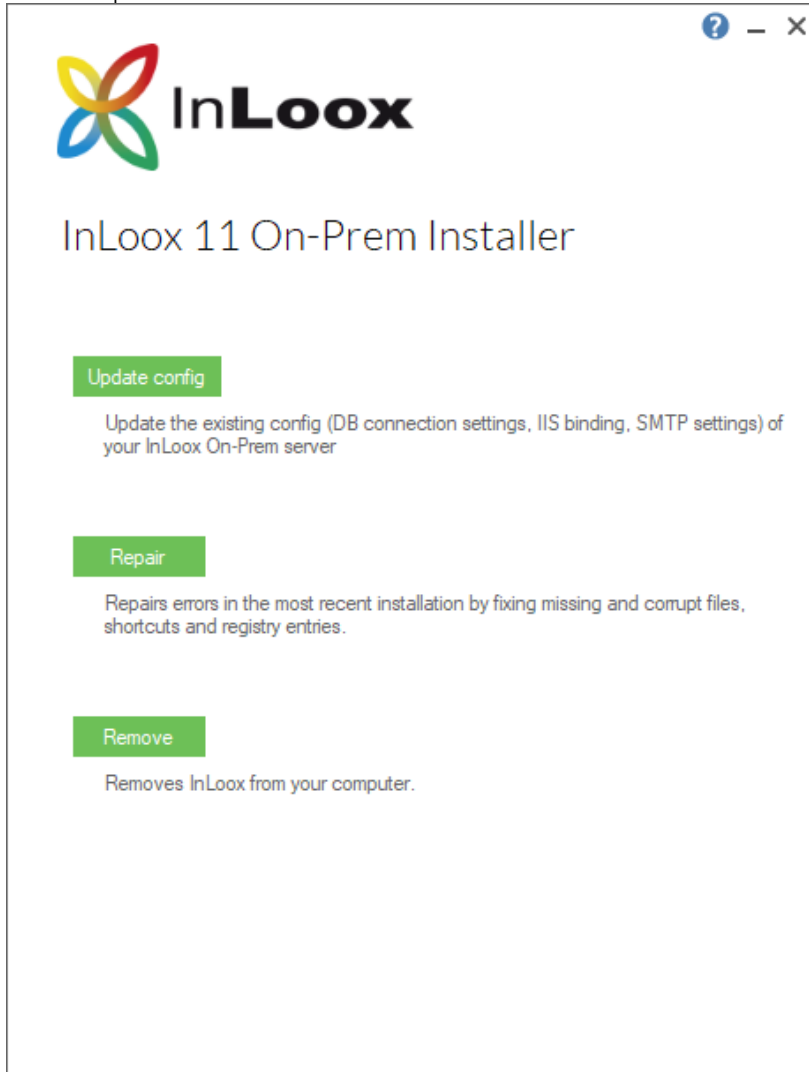 InLoox
InLoox 11 On-Prem Installer
Update config
Update the existing config (DB connection settings, IIS binding, SMTP settings) of
your InLoox On-Prem server
Repair
Repairs errors in the most recent installation by fixing missing and corrupt files,
shortcuts and registry entries.
Remove
Removes InLoox from your computer.